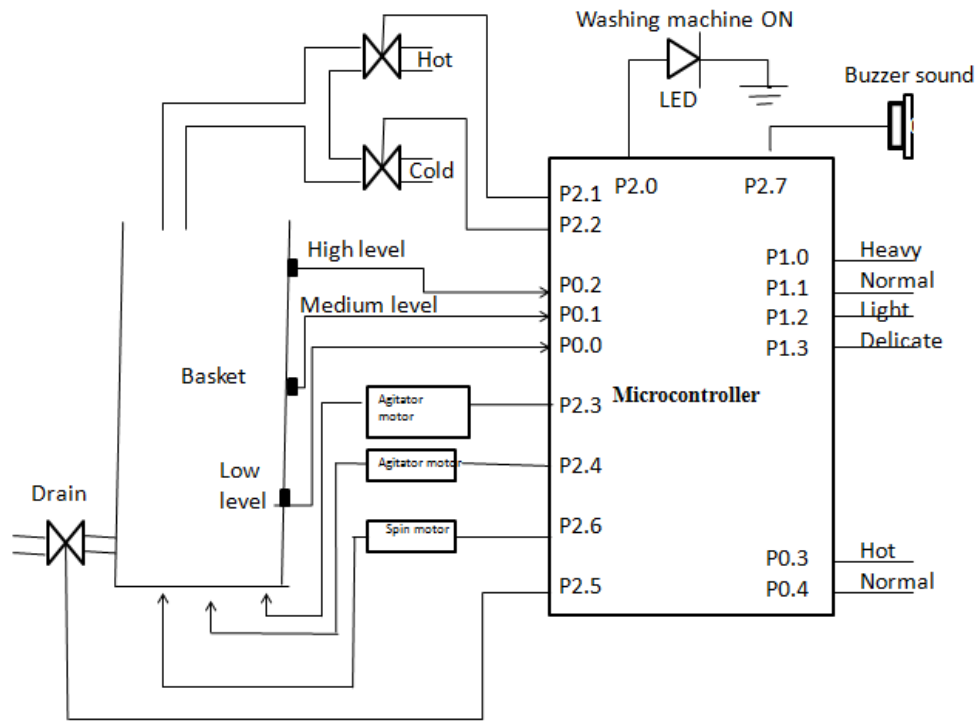 Washing machine ON
Hot
LED
Buzzer sound
Cold
P2.1
P2.0
P2.7
P2.2
High level
P1.0
Heavy
P0.2
P1.1
Normal
Medium level
P0.1
P1.2
Light
P0.0
P1.3
Delicate
Basket
Agitator
motor
P2.3
Microcontroller
Agitator motor
P2.4
Low
level
Drain
Spin motor
P2.6
P0.3
Hot
P2.5
P0.4
Normal